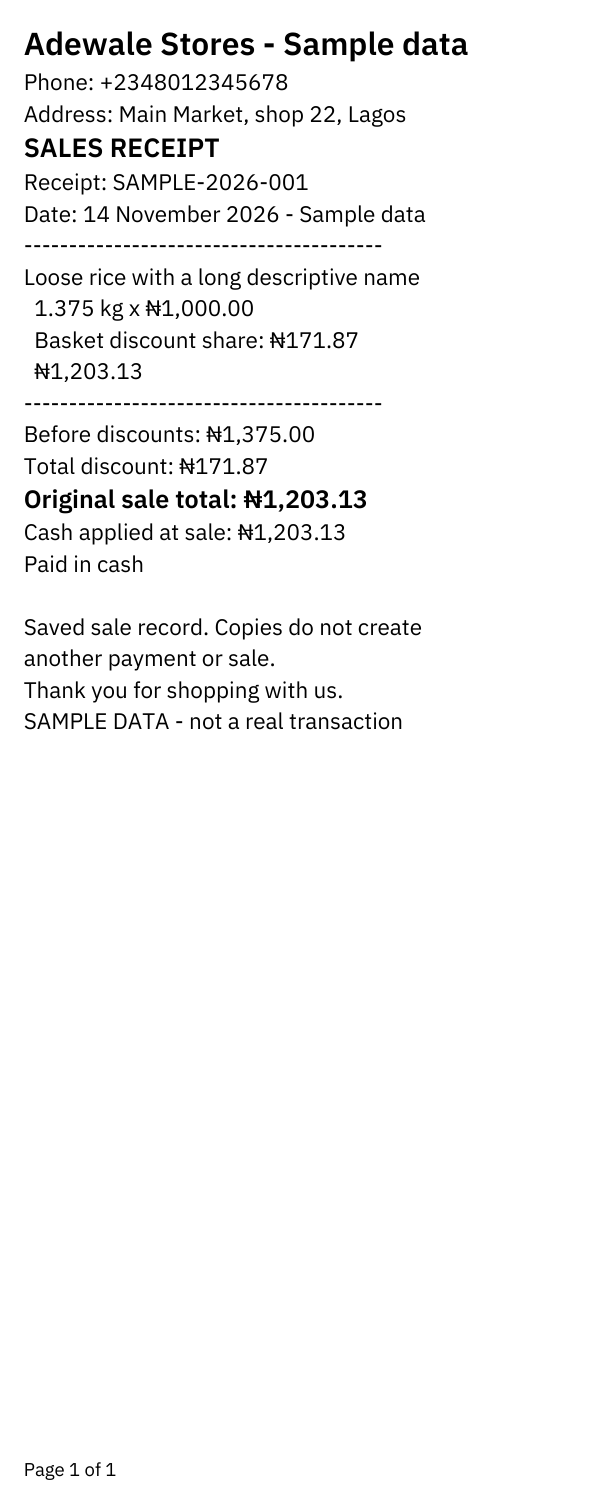 Adewale Stores - Sample data
Phone: +2348012345678
Address: Main Market, shop 22, Lagos
SALES RECEIPT
Receipt: SAMPLE-2026-001
Date: 14 November 2026 - Sample data
---------------------------------------
Loose rice with a long descriptive name
1.375 kg x ₦1,000.00
Basket discount share: ₦171.87
₦1,203.13
---------------------------------------
Before discounts: ₦1,375.00
Total discount: ₦171.87
Original sale total: ₦1,203.13
Cash applied at sale: ₦1,203.13
Paid in cash
Saved sale record. Copies do not create
another payment or sale.
Thank you for shopping with us.
SAMPLE DATA - not a real transaction
Page 1 of 1